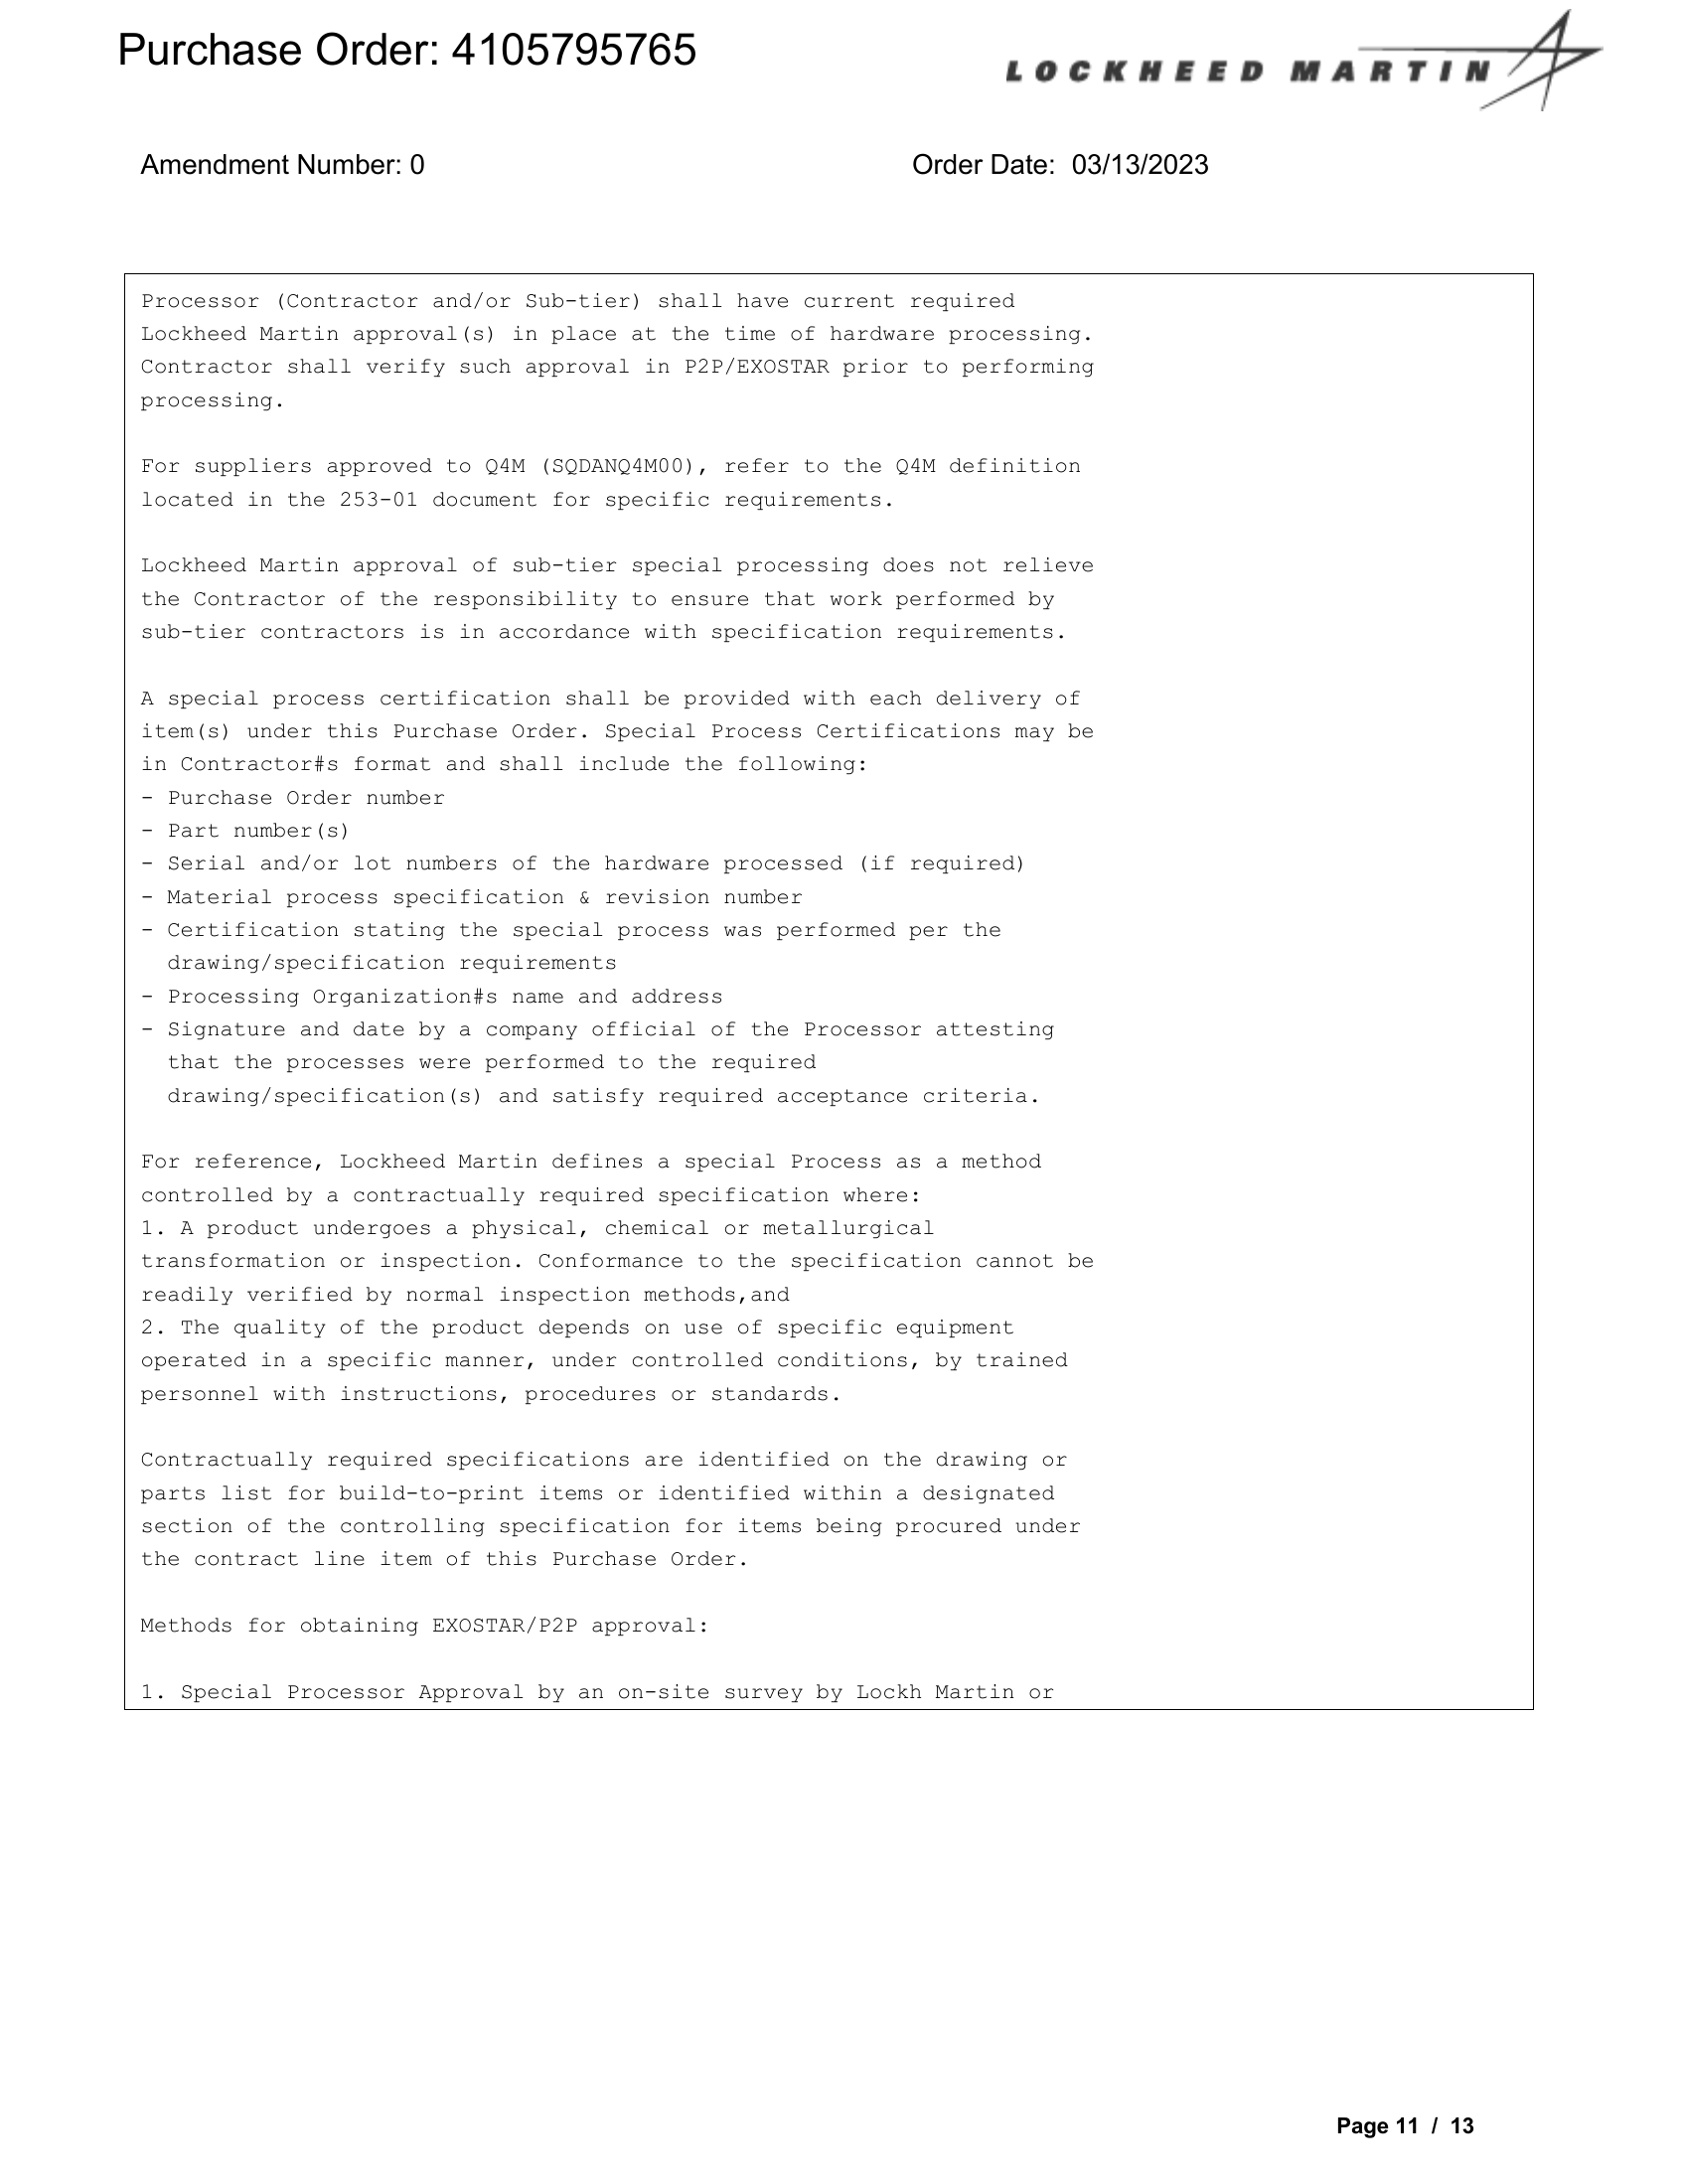 Purchase Order: 4105795765
LOCKHEED MARTIN
Amendment Number: 0
Order Date: 03/13/2023
Processor (Contractor and/or Sub-tier) shall have current required
Lockheed Martin approval(s) in place at the time of hardware processing.
Contractor shall verify such approval in P2P/EXOSTAR prior to performing
processing.
For suppliers approved to Q4M (SQDANQ4M00), refer to the Q4M definition
located in the 253-01 document for specific requirements.
Lockheed Martin approval of sub-tier special processing does not relieve
the Contractor of the responsibility to ensure that work performed by
sub-tier contractors is in accordance with specification requirements.
A special process certification shall be provided with each delivery of
item(s) under this Purchase Order. Special Process Certifications may be
in Contractor#s format and shall include the following:
- Purchase Order number
- Part number(s)
- Serial and/or lot numbers of the hardware processed (if required)
- Material process specification & revision number
- Certification stating the special process was performed per the
drawing/specification requirements
- Processing Organization#s name and address
- Signature and date by a company official of the Processor attesting
that the processes were performed to the required
drawing/specification(s) and satisfy required acceptance criteria.
For reference, Lockheed Martin defines a special Process as a method
controlled by a contractually required specification where:
1. A product undergoes a physical, chemical or metallurgical
transformation or inspection. Conformance to the specification cannot be
readily verified by normal inspection methods,and
2. The quality of the product depends on use of specific equipment
operated in a specific manner, under controlled conditions, by trained
personnel with instructions, procedures or standards.
Contractually required specifications are identified on the drawing or
parts list for build-to-print items or identified within a designated
section of the controlling specification for items being procured under
the contract line item of this Purchase Order.
Methods for obtaining EXOSTAR/P2P approval:
1. Special Processor Approval by an on-site survey by Lockh Martin or
Page 11 / 13